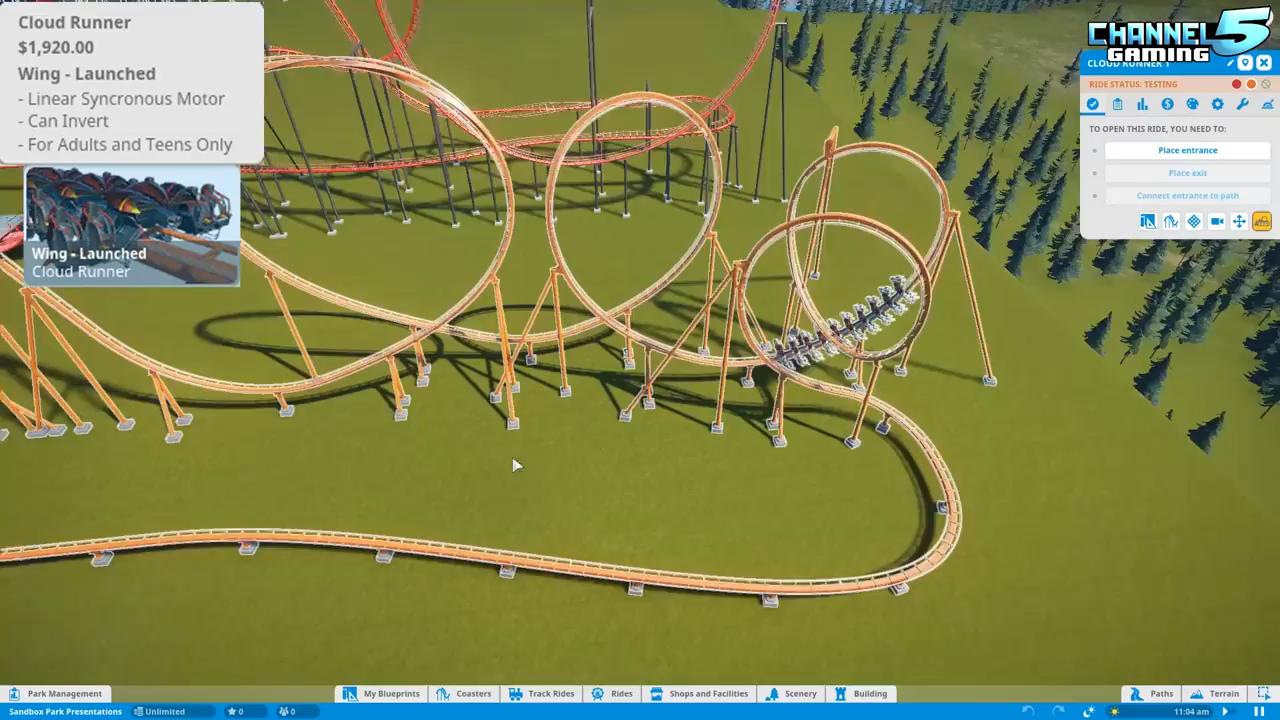 Cloud Runner
$1,920.00
Wing - Launched
- Linear Syncronous Motor
- Can Invert
- For Adults and Teens Only
Wing - Launched
Cloud Runner
CHANNEL 5
GAMING
CLOUD RUNNER 1
RIDE STATUS: TESTING
TO OPEN THIS RIDE, YOU NEED TO:
Place entrance
Place exit
Connect entrance to path
Park Management
My Blueprints
Coasters
Track Rides
Rides
Shops and Facilities
Scenery
Building
Paths
Terrain
Sandbox Park Presentations
Unlimited
0
0
11:04 am